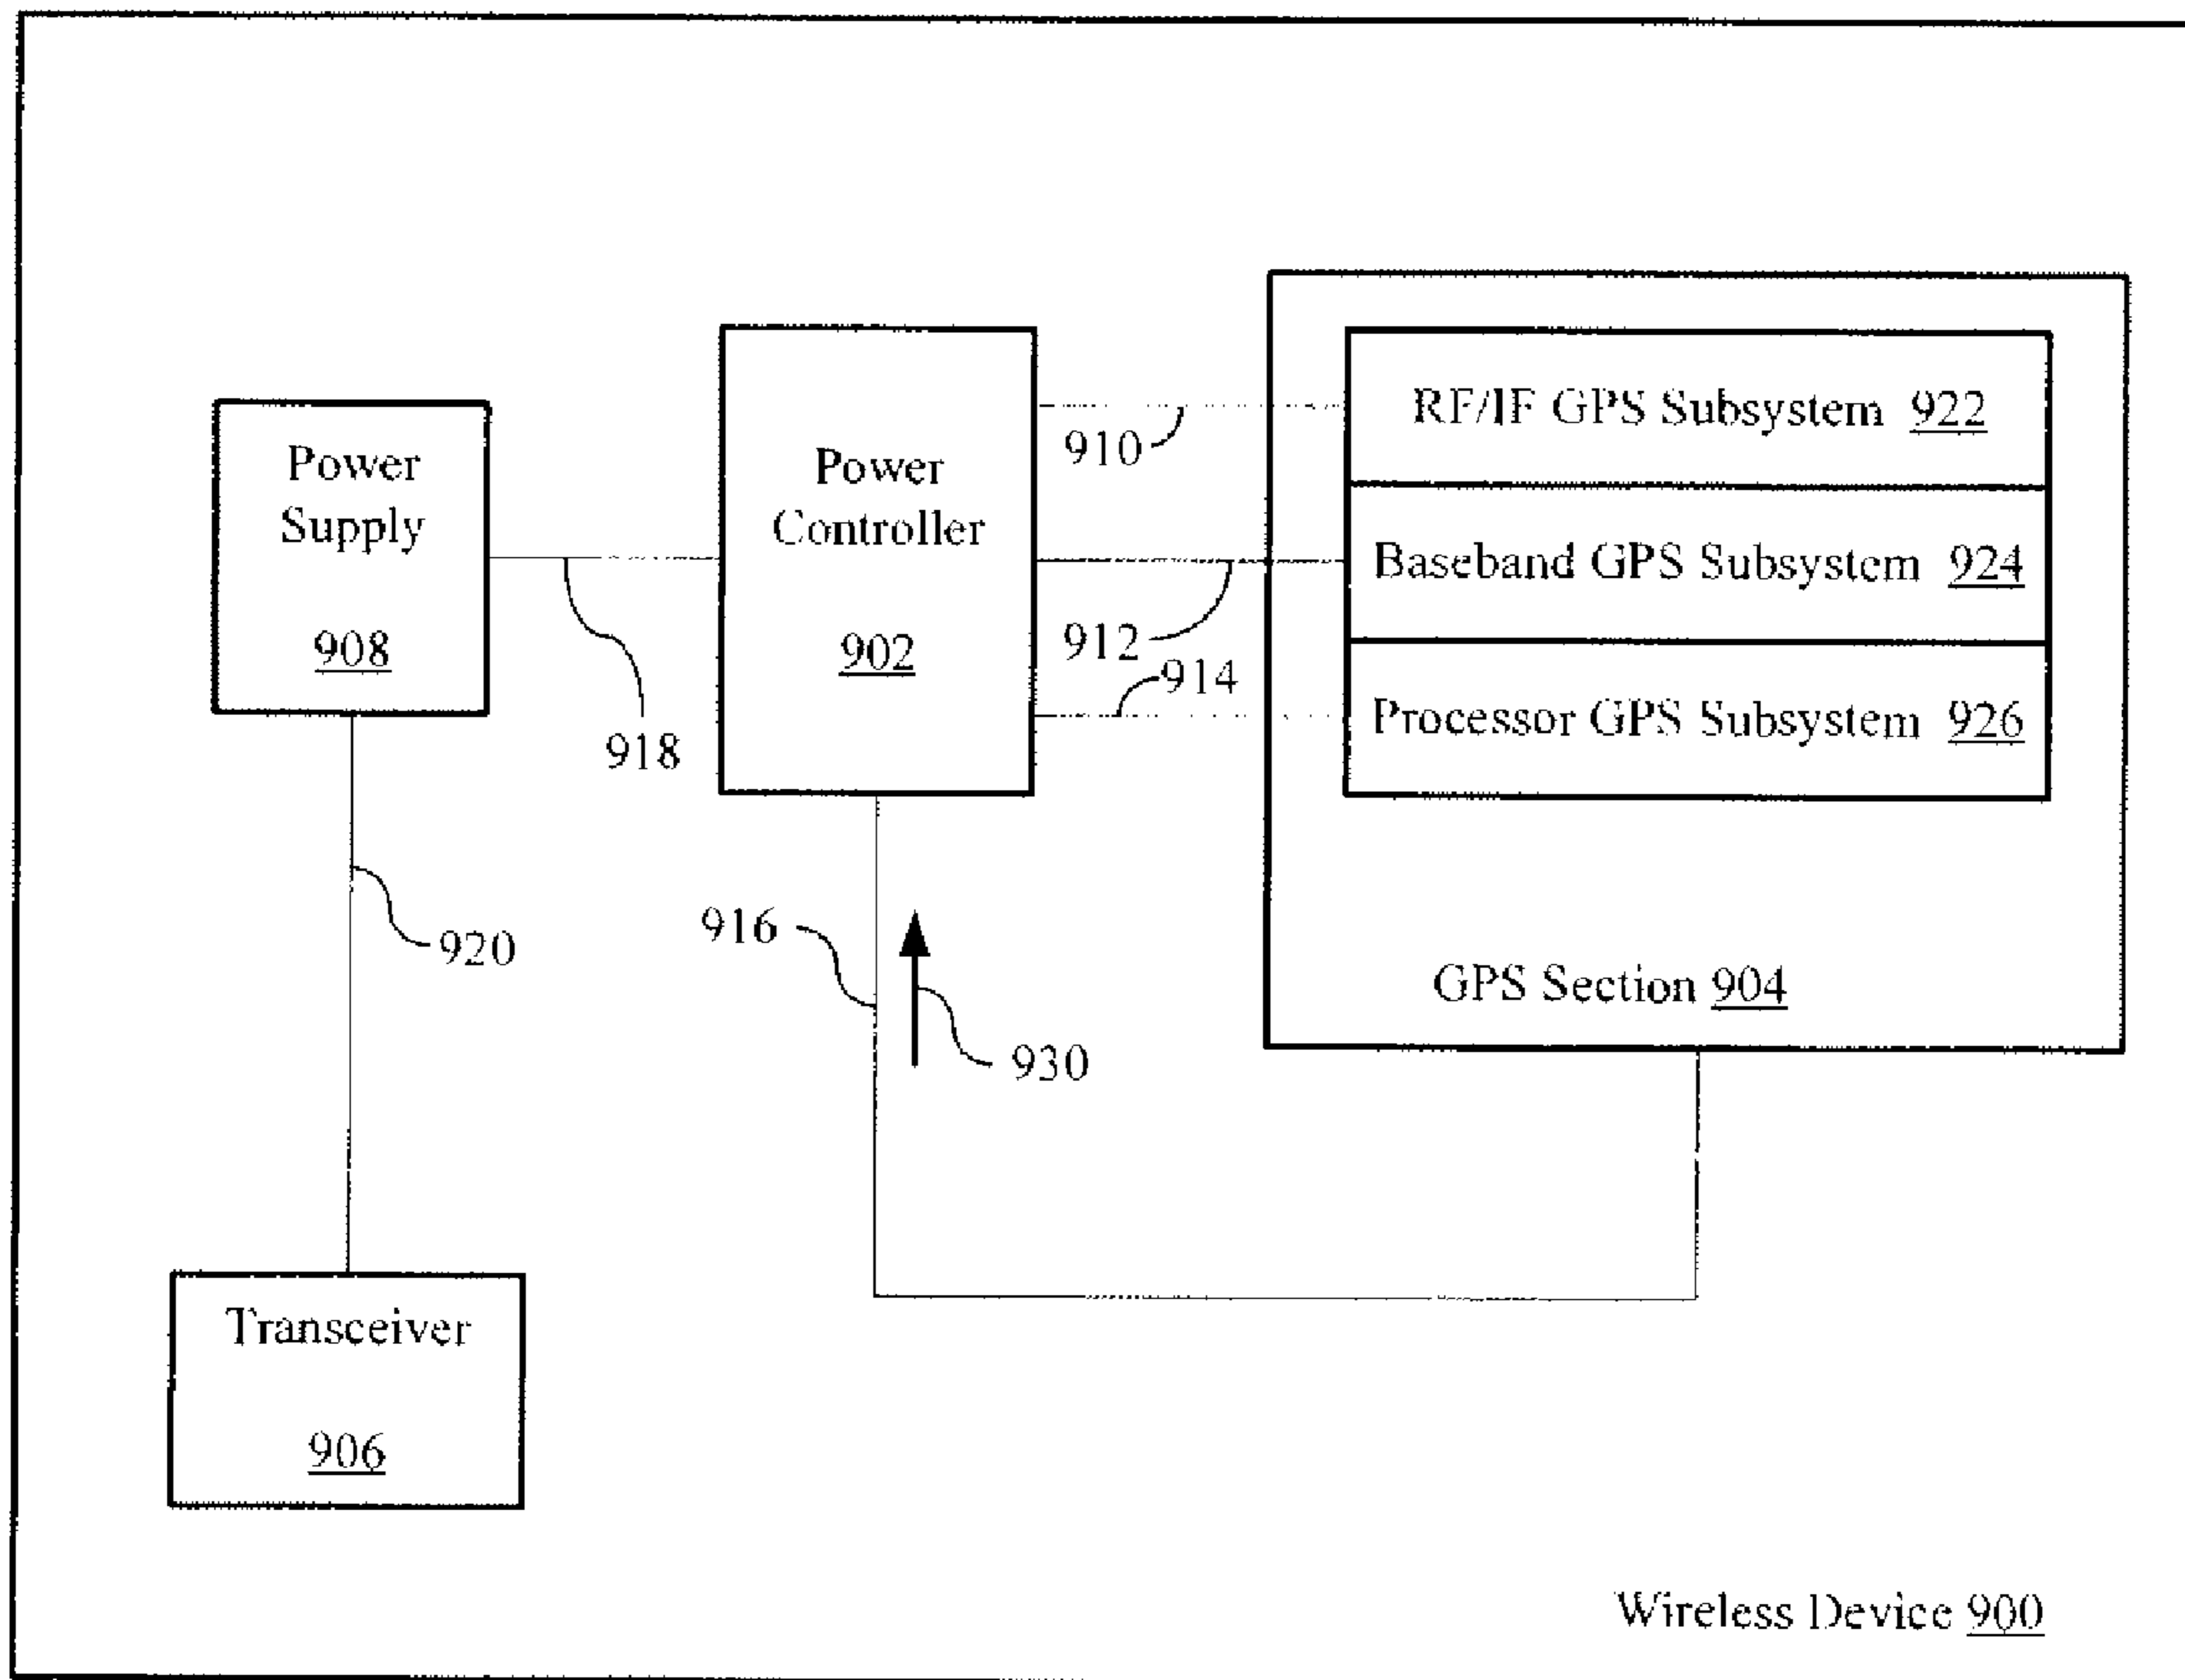 Power
Supply
908
Power
Controller
902
910
912
914
918
RF/IF GPS Subsystem 922
Baseband GPS Subsystem 924
Processor GPS Subsystem 926
920
916
930
GPS Section 904
Transceiver
906
Wireless Device 900